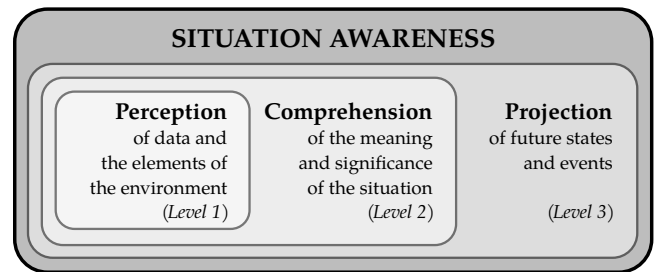 SITUATION AWARENESS
Perception
of data and
the elements of
the environment
(Level 1)
Comprehension
of the meaning
and significance
of the situation
(Level 2)
Projection
of future states
and events
(Level 3)